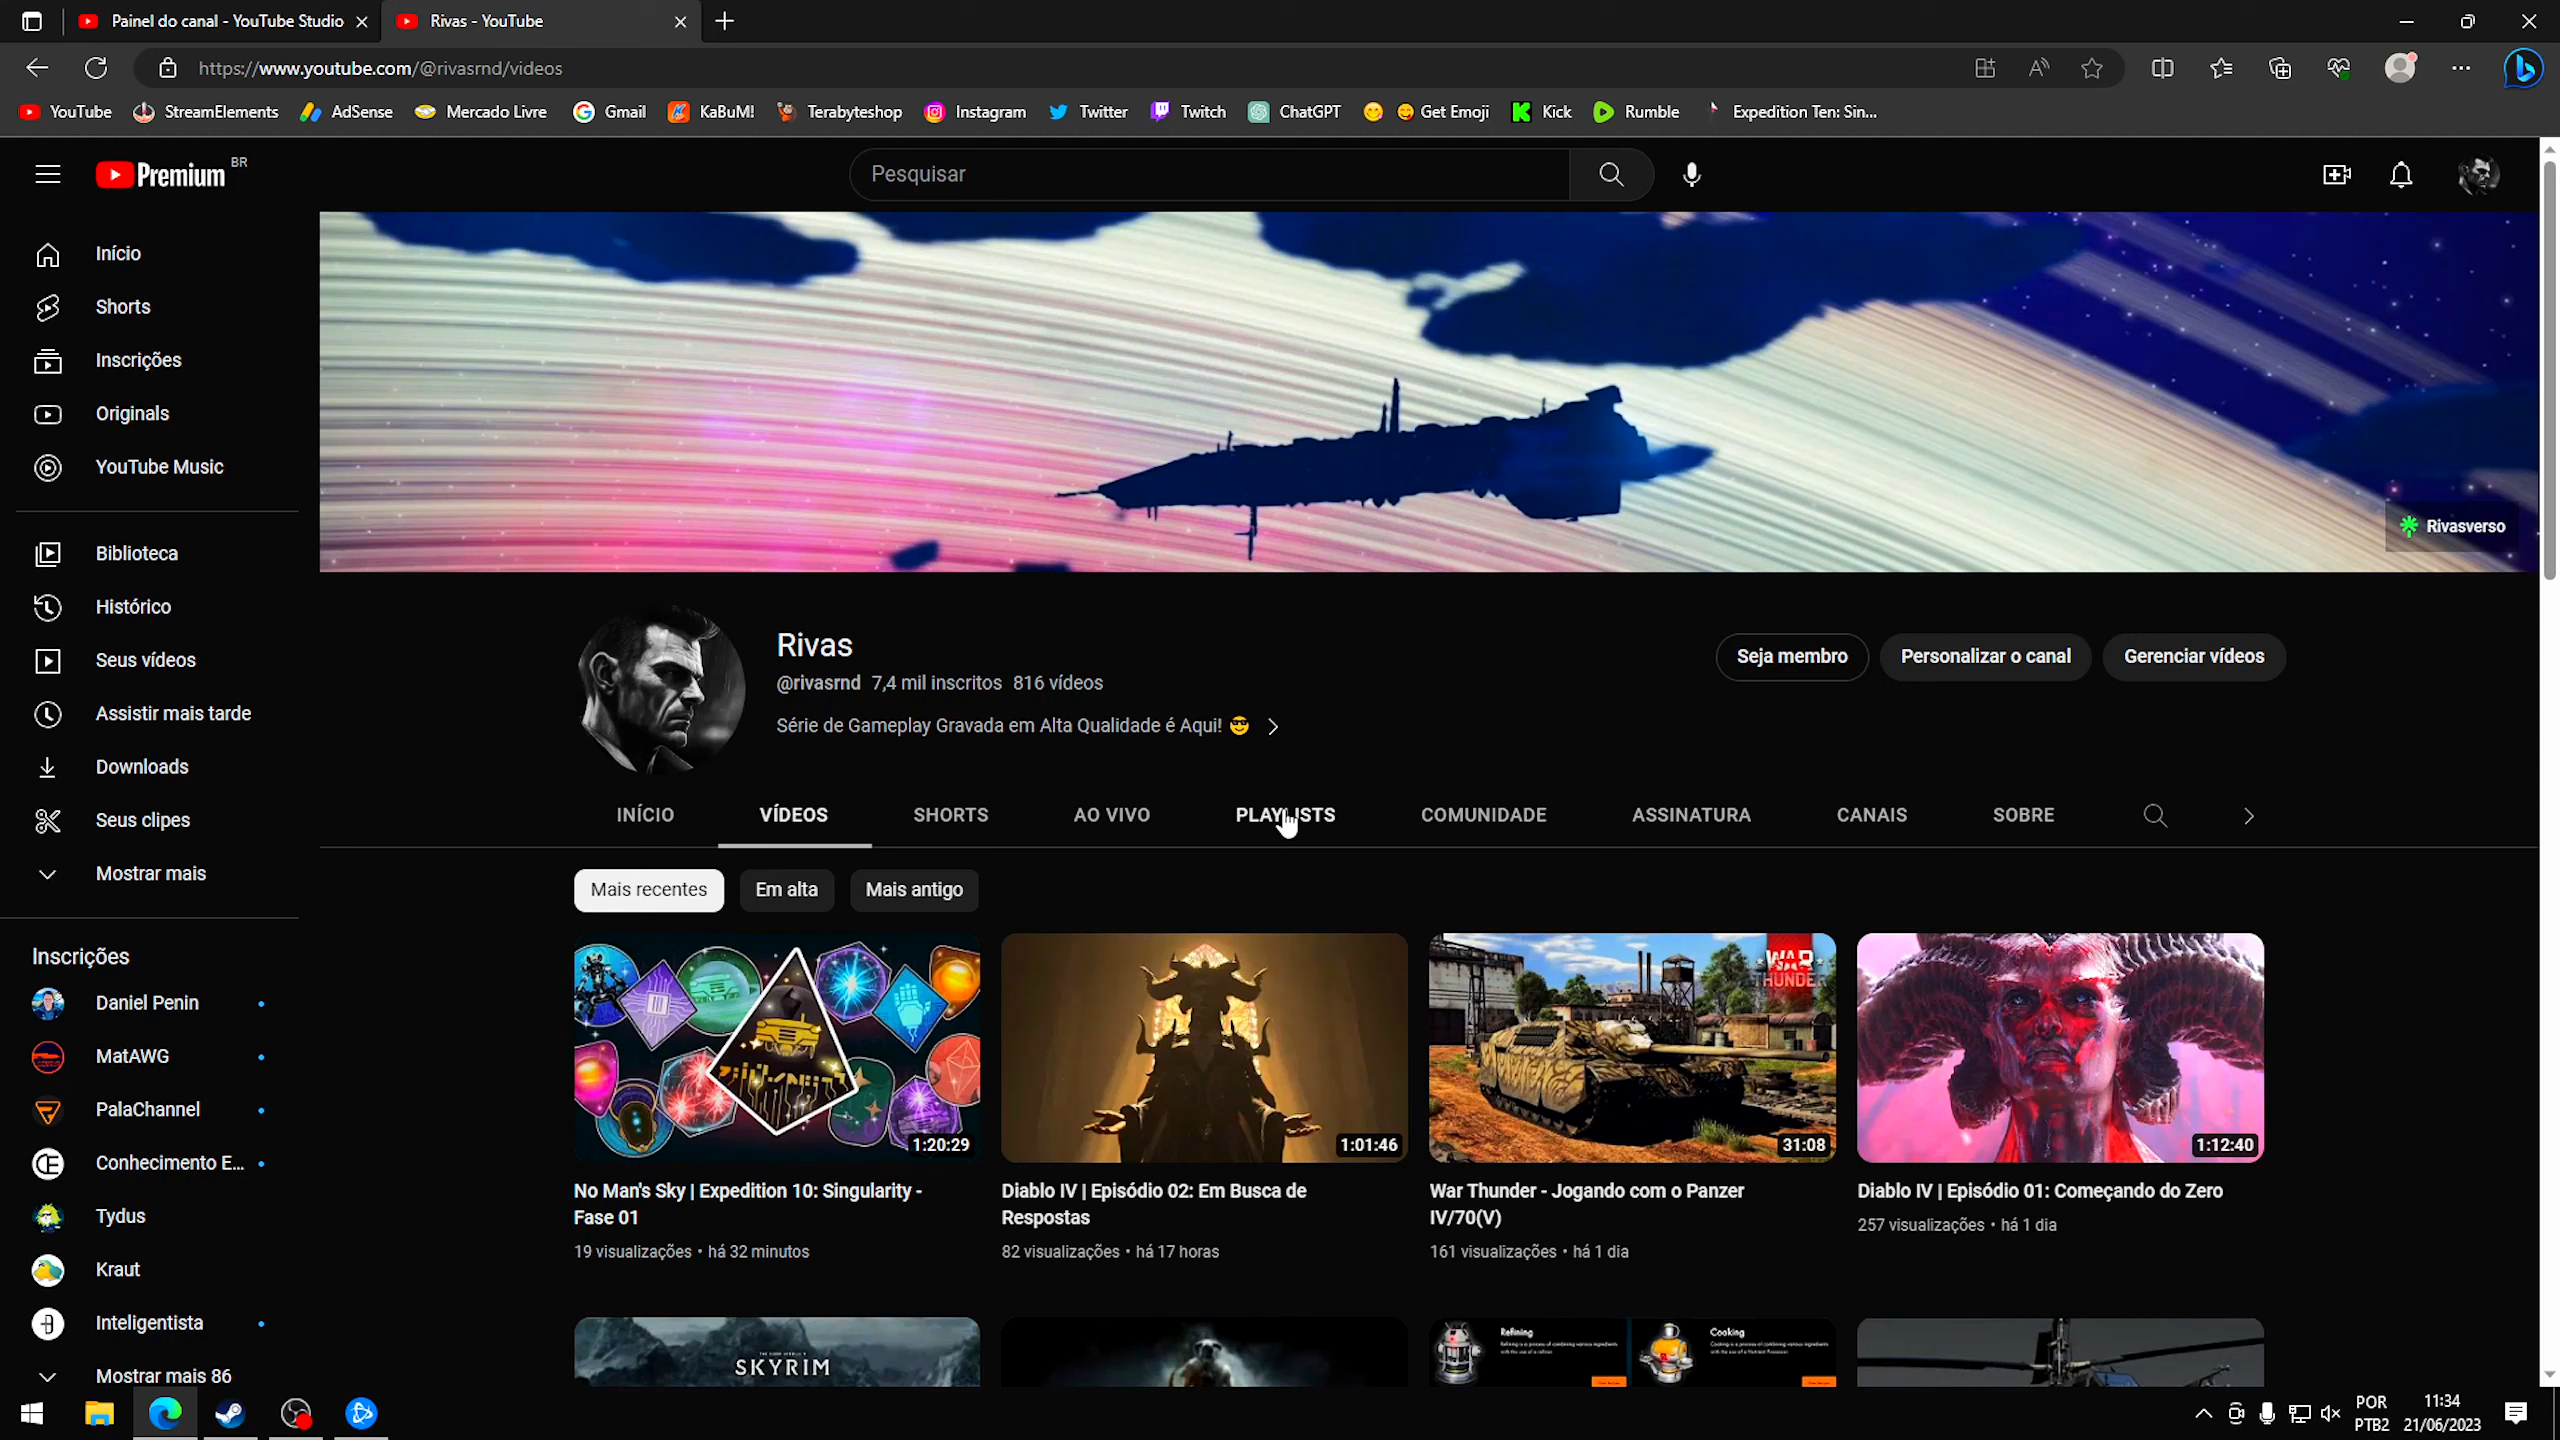 Painel do canal - YouTube Studio
Rivas - YouTube
https://www.youtube.com/@rivasrnd/videos
YouTube StreamElements AdSense Mercado Livre Gmail KaBuM! Terabyteshop Instagram Twitter Twitch ChatGPT Get Emoji Kick Rumble Expedition Ten: Sin...
Premium BR
Pesquisar
Início
Shorts
Inscrições
Originals
YouTube Music
Biblioteca
Histórico
Seus vídeos
Assistir mais tarde
Downloads
Seus clipes
Mostrar mais
Inscrições
Daniel Penin
MatAWG
PalaChannel
Conhecimento E...
Tydus
Kraut
Inteligentista
Mostrar mais 86
Rivasverso
Rivas
@rivasrnd 7,4 mil inscritos 816 vídeos
Série de Gameplay Gravada em Alta Qualidade é Aqui! 😎
Seja membro Personalizar o canal Gerenciar vídeos
INÍCIO VÍDEOS SHORTS AO VIVO PLAYLISTS COMUNIDADE ASSINATURA CANAIS SOBRE
Mais recentes Em alta Mais antigo
1:20:29
No Man's Sky | Expedition 10: Singularity -
Fase 01
19 visualizações • há 32 minutos
1:01:46
Diablo IV | Episódio 02: Em Busca de
Respostas
82 visualizações • há 17 horas
WAR
THUNDER
31:08
War Thunder - Jogando com o Panzer
IV/70(V)
161 visualizações • há 1 dia
1:12:40
Diablo IV | Episódio 01: Começando do Zero
257 visualizações • há 1 dia
SKYRIM
Refining
Cooking
POR
PTB2
11:34
21/06/2023